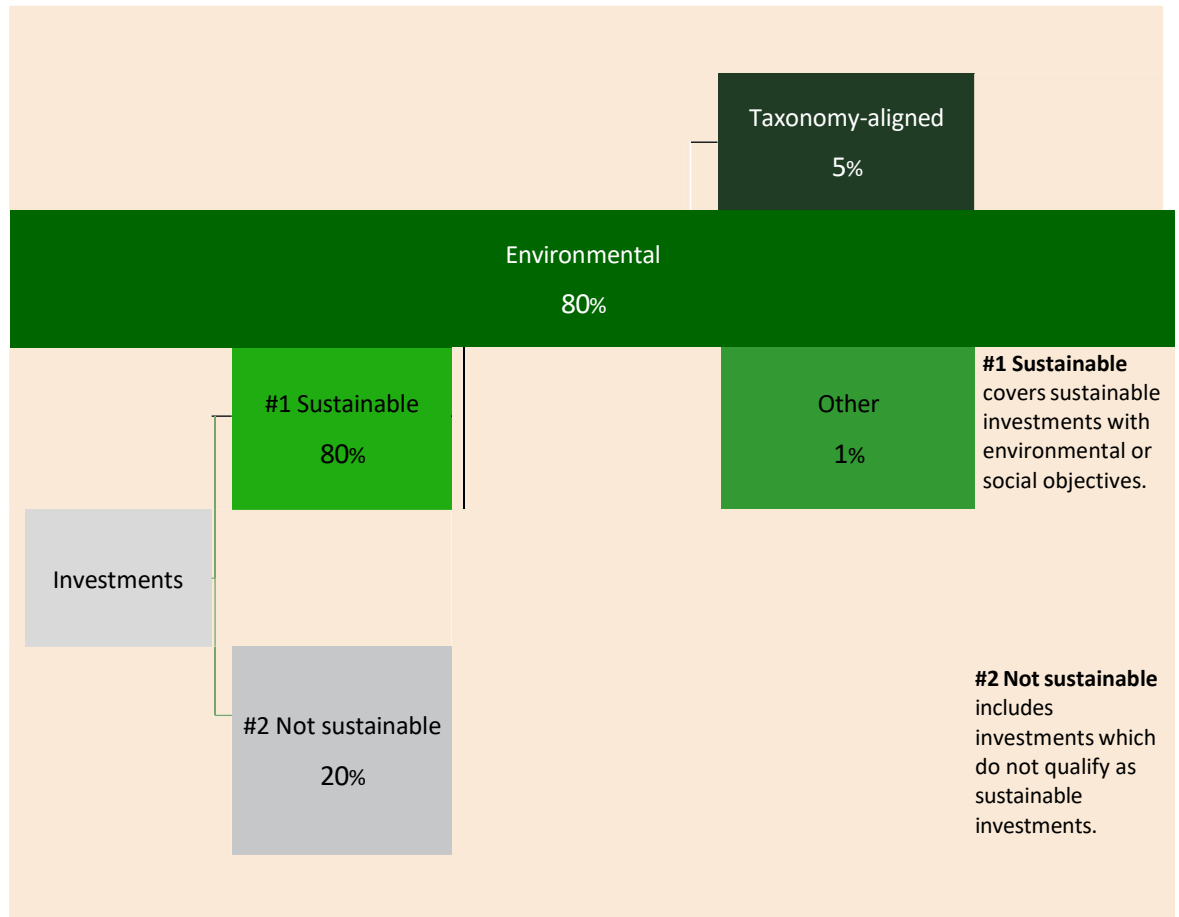 Taxonomy-aligned
5%
Environmental
80%
#1 Sustainable
80%
Other
1%
#1 Sustainable
covers sustainable
investments with
environmental or
social objectives.
Investments
#2 Not sustainable
20%
#2 Not sustainable
includes
investments which
do not qualify as
sustainable
investments.